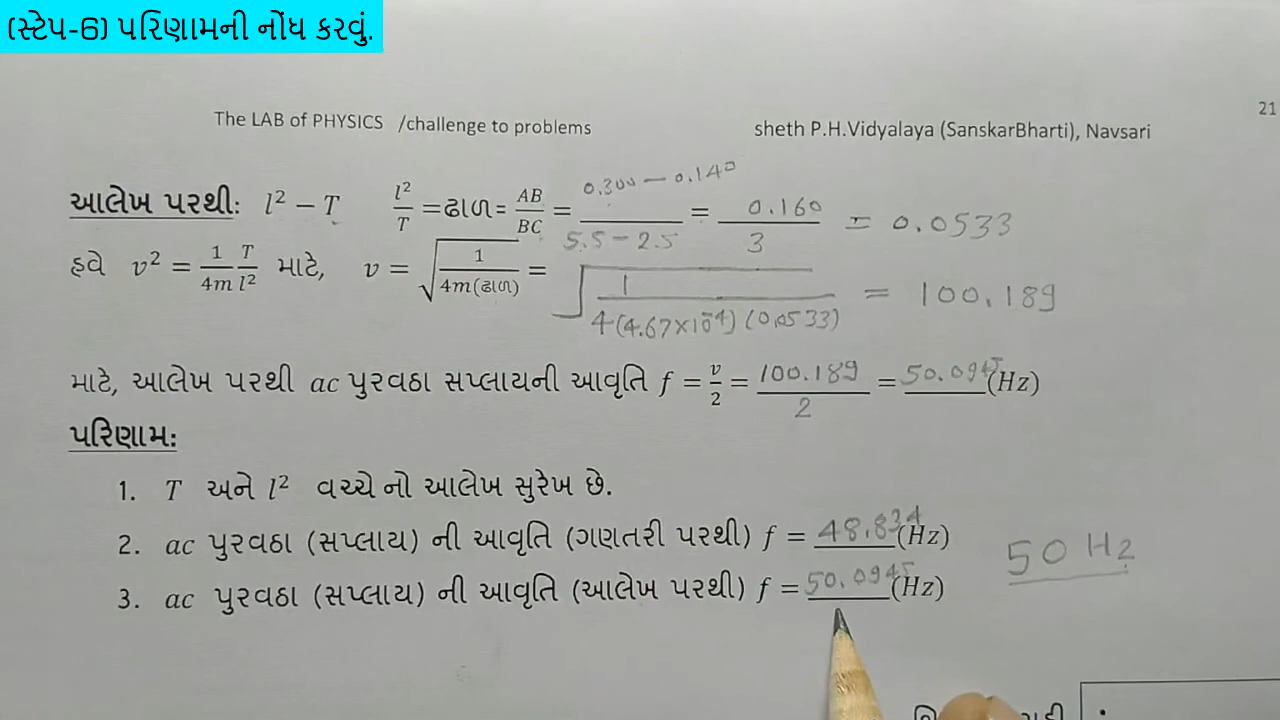 (સ્ટેપ-6) પરિણામની નોંધ કરવું.
21
The LAB of PHYSICS /challenge to problems sheth P.H.Vidyalaya (SanskarBharti), Navsari
આલેખ પરથી: l² − T l²/T = ઢાળ = AB/BC = (0.300 − 0.140)/(5.5 − 2.5) = 0.160/3 = 0.0533
હવે v² = 1/4m T/l² માટે, v = √(1/4m(ઢાળ)) = √(1/4(4.67×10⁻⁴)(0.0533)) = 100.189
માટે, આલેખ પરથી ac પુરવઠા સપ્લાયની આવૃતિ f = v/2 = 100.189/2 = 50.0945(Hz)
પરિણામ:
1. T અને l² વચ્ચે નો આલેખ સુરેખ છે.
2. ac પુરવઠા (સપ્લાય) ની આવૃતિ (ગણતરી પરથી) f = 48.834(Hz)
50 Hz
3. ac પુરવઠા (સપ્લાય) ની આવૃતિ (આલેખ પરથી) f = 50.0945(Hz)